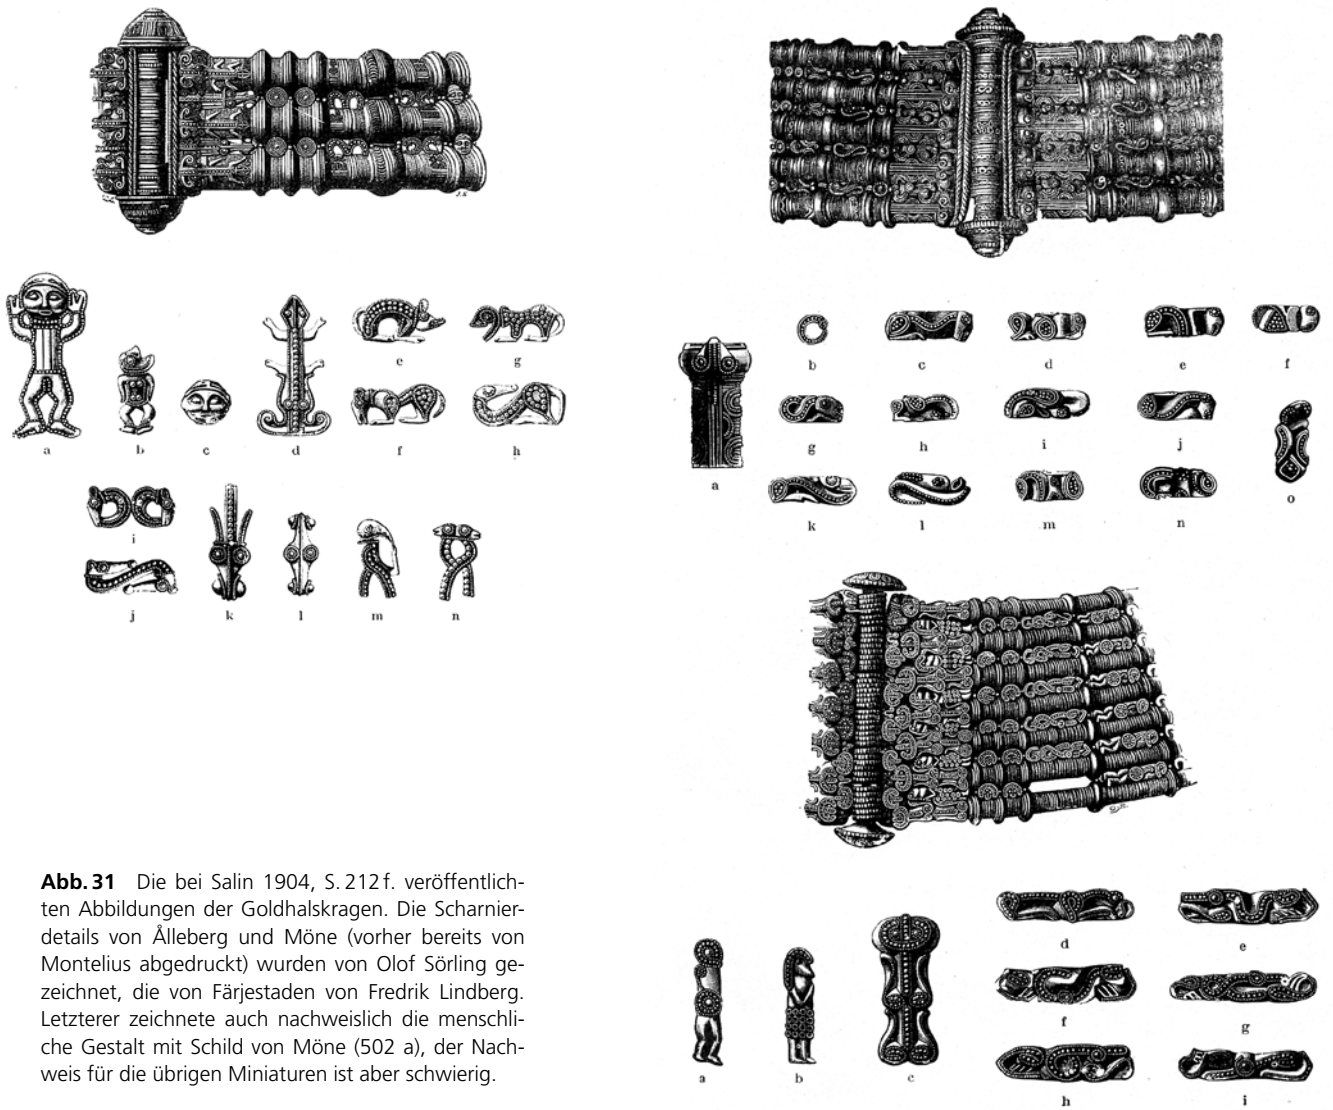 a
b
c
d
e
f
g
h
i
j
k
l
m
n
a
b
c
d
e
f
g
h
i
j
k
l
m
n
o
a
b
c
d
e
f
g
h
i
Abb. 31 Die bei Salin 1904, S. 212 f. veröffentlich-
ten Abbildungen der Goldhalskragen. Die Scharnier-
details von Ålleberg und Möne (vorher bereits von
Montelius abgedruckt) wurden von Olof Sörling ge-
zeichnet, die von Färjestaden von Fredrik Lindberg.
Letzterer zeichnete auch nachweislich die menschli-
che Gestalt mit Schild von Möne (502 a), der Nach-
weis für die übrigen Miniaturen ist aber schwierig.